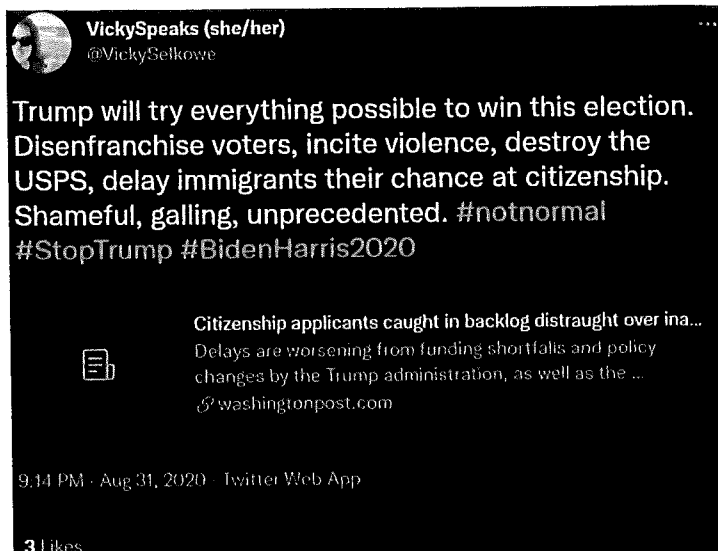 VickySpeaks (she/her)
@VickySelkowe
Trump will try everything possible to win this election.
Disenfranchise voters, incite violence, destroy the
USPS, delay immigrants their chance at citizenship.
Shameful, galling, unprecedented. #notnormal
#StopTrump #BidenHarris2020
Citizenship applicants caught in backlog distraught over ina...
Delays are worsening from funding shortfalls and policy
changes by the Trump administration, as well as the ...
washingtonpost.com
9:14 PM · Aug 31, 2020 · Twitter Web App
3 Likes